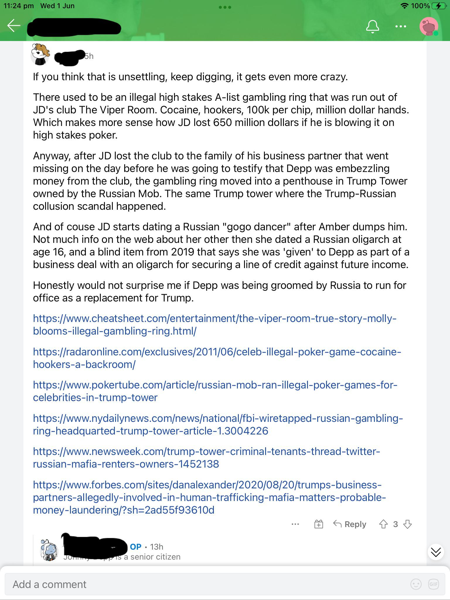 11:24 pm Wed 1 Jun
100%
5h
If you think that is unsettling, keep digging, it gets even more crazy.
There used to be an illegal high stakes A-list gambling ring that was run out of
JD's club The Viper Room. Cocaine, hookers, 100k per chip, million dollar hands.
Which makes more sense how JD lost 650 million dollars if he is blowing it on
high stakes poker.
Anyway, after JD lost the club to the family of his business partner that went
missing on the day before he was going to testify that Depp was embezzling
money from the club, the gambling ring moved into a penthouse in Trump Tower
owned by the Russian Mob. The same Trump tower where the Trump-Russian
collusion scandal happened.
And of couse JD starts dating a Russian "gogo dancer" after Amber dumps him.
Not much info on the web about her other then she dated a Russian oligarch at
age 16, and a blind item from 2019 that says she was 'given' to Depp as part of a
business deal with an oligarch for securing a line of credit against future income.
Honestly would not surprise me if Depp was being groomed by Russia to run for
office as a replacement for Trump.
https://www.cheatsheet.com/entertainment/the-viper-room-true-story-molly-
blooms-illegal-gambling-ring.html/
https://radaronline.com/exclusives/2011/06/celeb-illegal-poker-game-cocaine-
hookers-a-backroom/
https://www.pokertube.com/article/russian-mob-ran-illegal-poker-games-for-
celebrities-in-trump-tower
https://www.nydailynews.com/news/national/fbi-wiretapped-russian-gambling-
ring-headquarted-trump-tower-article-1.3004226
https://www.newsweek.com/trump-tower-criminal-tenants-thread-twitter-
russian-mafia-renters-owners-1452138
https://www.forbes.com/sites/danalexander/2020/08/20/trumps-business-
partners-allegedly-involved-in-human-trafficking-mafia-matters-probable-
money-laundering/?sh=2ad55f93610d
Reply 3
OP • 13h
is a senior citizen
Add a comment
GIF